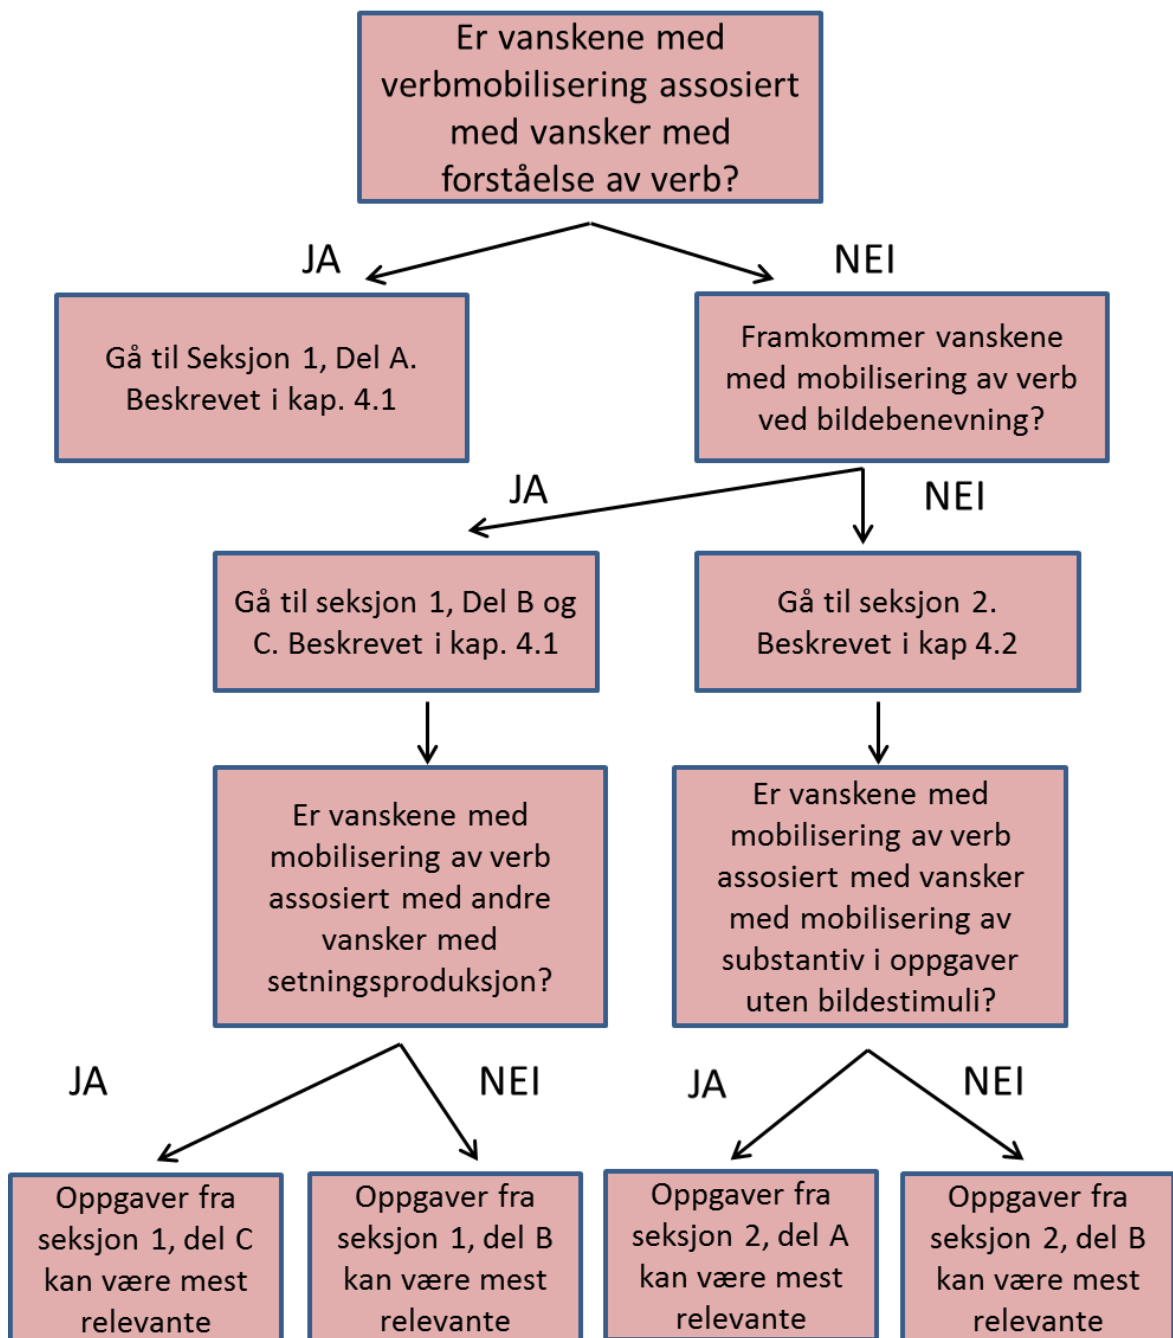 Er vanskene med
verbmobilisering assosiert
med vansker med
forståelse av verb?
JA
NEI
Gå til Seksjon 1, Del A.
Beskrevet i kap. 4.1
Framkommer vanskene
med mobilisering av verb
ved bildebenevning?
JA
NEI
Gå til seksjon 1, Del B og
C. Beskrevet i kap. 4.1
Gå til seksjon 2.
Beskrevet i kap 4.2
Er vanskene med
mobilisering av verb
assosiert med andre
vansker med
setningsproduksjon?
Er vanskene med
mobilisering av verb
assosiert med vansker
med mobilisering av
substantiv i oppgaver
uten bildestimuli?
JA
NEI
JA
NEI
Oppgaver fra
seksjon 1, del C
kan være mest
relevante
Oppgaver fra
seksjon 1, del B
kan være mest
relevante
Oppgaver fra
seksjon 2, del A
kan være mest
relevante
Oppgaver fra
seksjon 2, del B
kan være mest
relevante